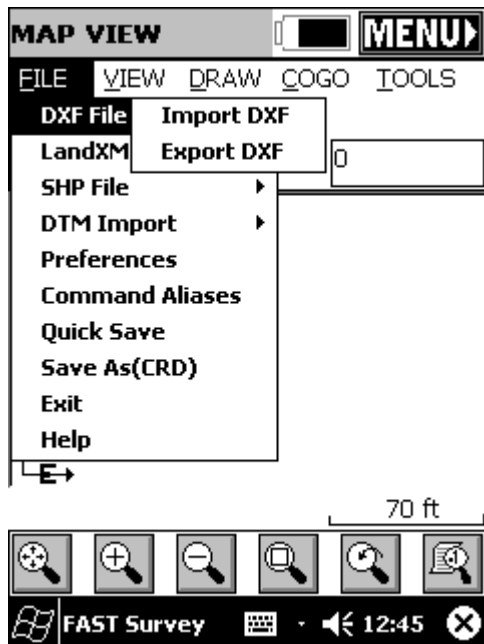 MAP VIEW MENU
FILE VIEW DRAW COGO TOOLS
DXF File Import DXF
LandXM Export DXF 0
SHP File
DTM Import
Preferences
Command Aliases
Quick Save
Save As(CRD)
Exit
Help
E
70 ft
FAST Survey 12:45